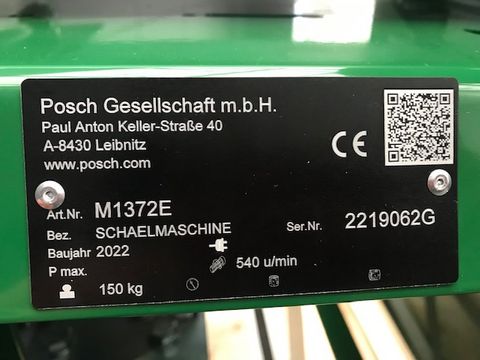 Posch Gesellschaft m.b.H.
Paul Anton Keller-Straße 40
A-8430 Leibnitz
www.posch.com
CE
Art.Nr. M1372E
Bez. SCHAELMASCHINE Ser.Nr. 2219062G
Baujahr 2022
P max. 540 u/min
150 kg